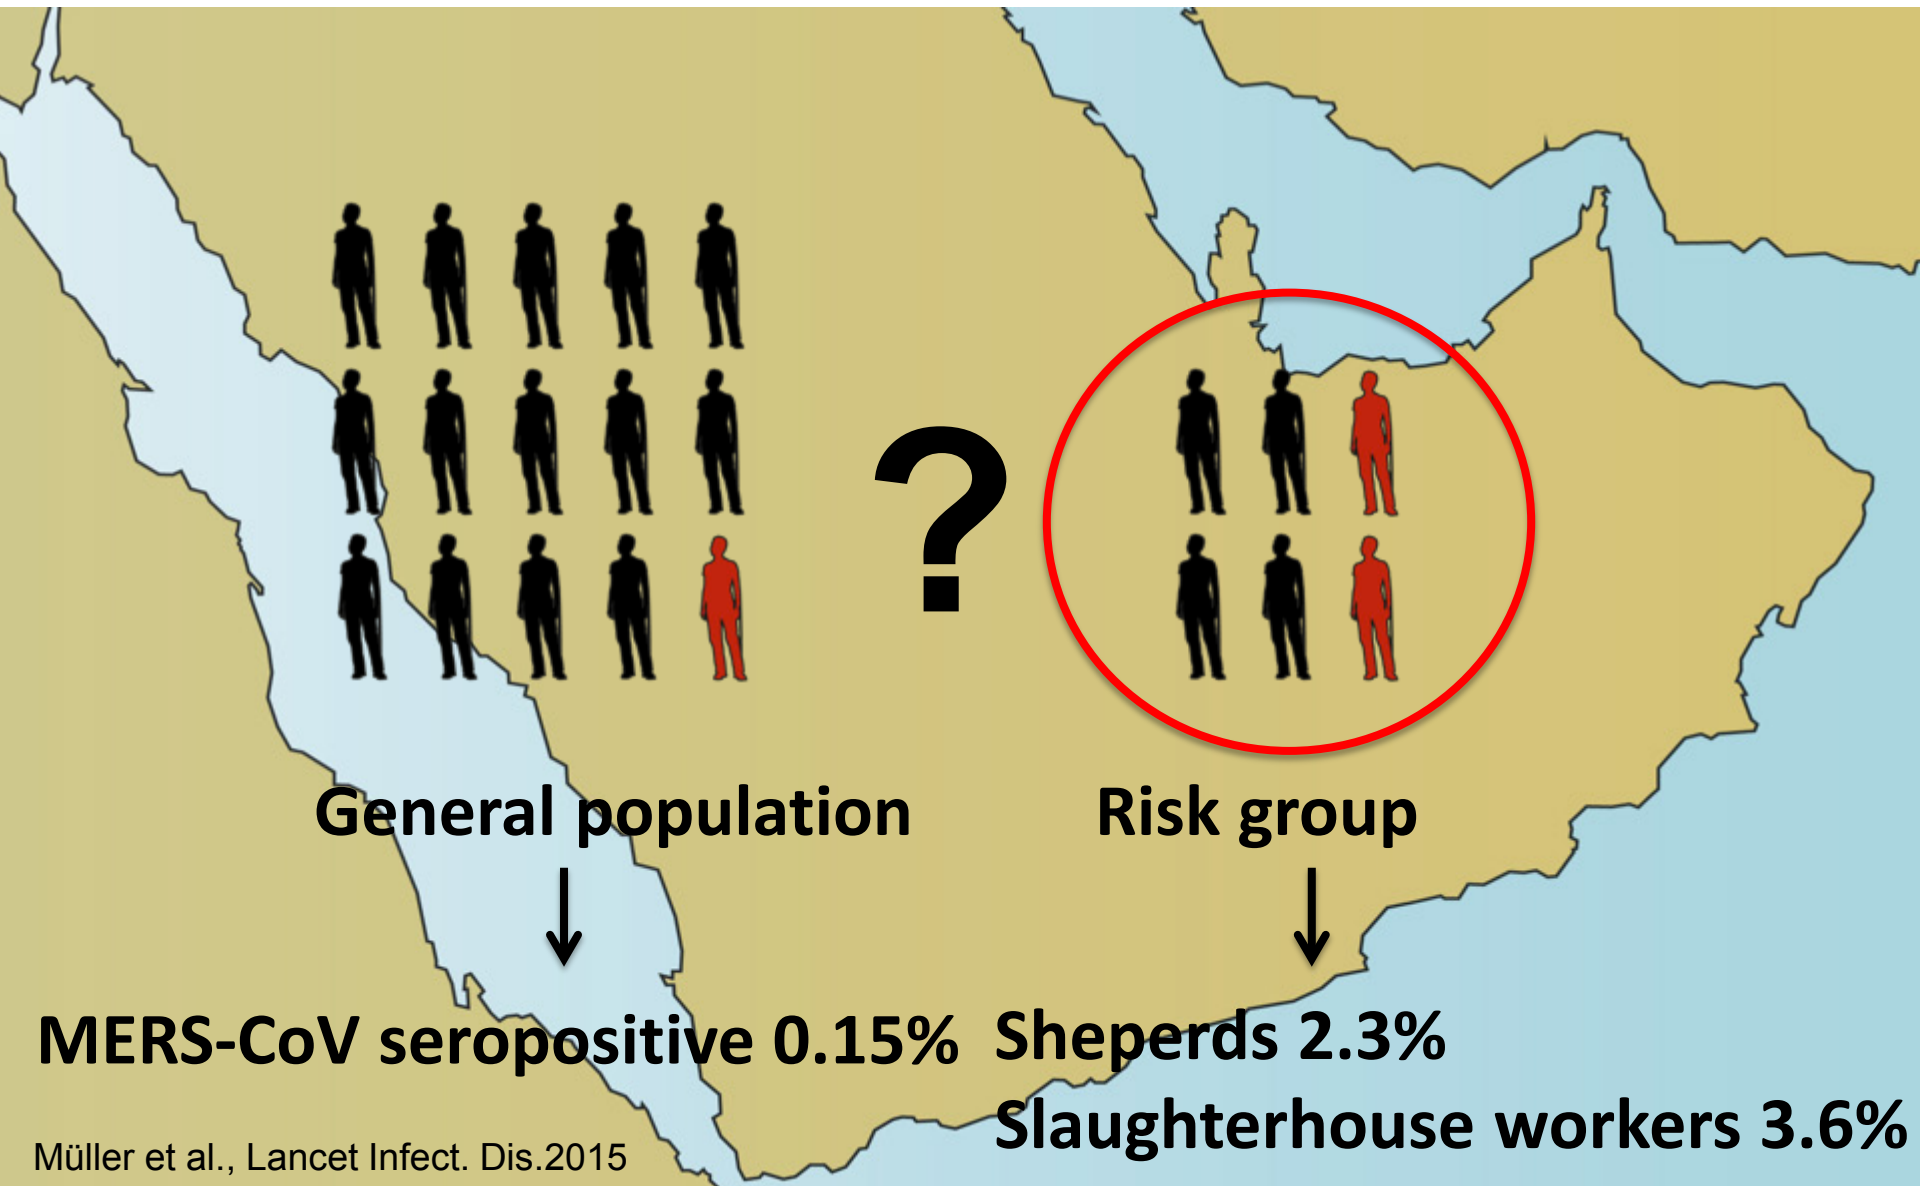 ?
General population
Risk group
MERS-CoV seropositive 0.15%
Sheperds 2.3%
Slaughterhouse workers 3.6%
Müller et al., Lancet Infect. Dis.2015